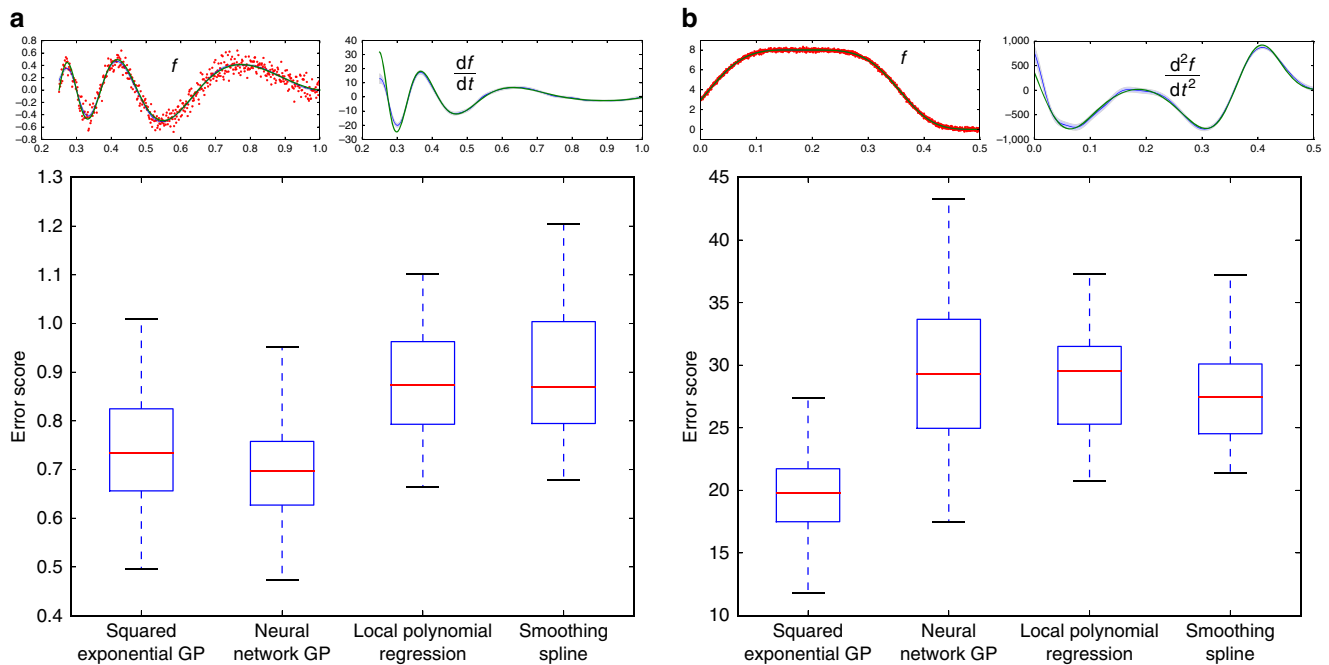 a
b
0.8
0.6
0.4
0.2
0.0
−0.2
−0.4
−0.6
−0.8
0.2 0.3 0.4 0.5 0.6 0.7 0.8 0.9 1.0
f
40
30
20
10
0
−10
−20
−30
0.2 0.3 0.4 0.5 0.6 0.7 0.8 0.9 1.0
df
dt
8
6
4
2
0
0.0 0.1 0.2 0.3 0.4 0.5
f
1,000
500
0
−500
−1,000
0.0 0.1 0.2 0.3 0.4 0.5
d²f
dt²
1.3
1.2
1.1
1.0
0.9
0.8
0.7
0.6
0.5
0.4
Error score
Squared
exponential GP
Neural
network GP
Local polynomial
regression
Smoothing
spline
45
40
35
30
25
20
15
10
Error score
Squared
exponential GP
Neural
network GP
Local polynomial
regression
Smoothing
spline